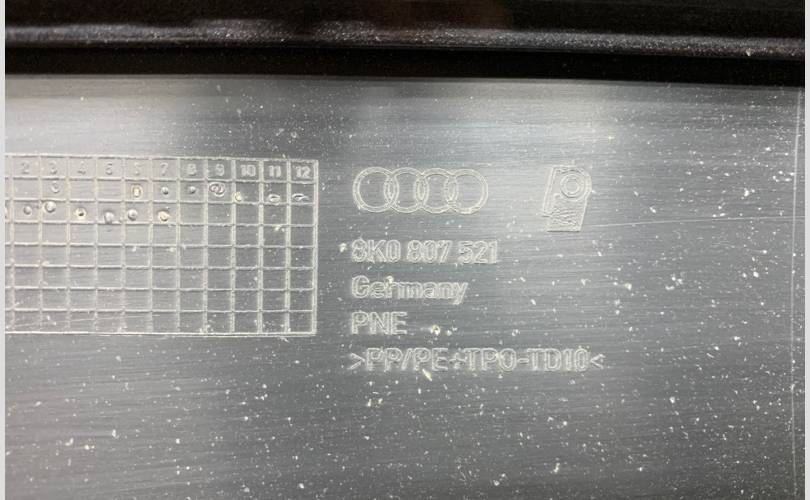 2 3 4 5 6 7 8 9 10 11 12
8K0 807 521
Germany
PNE
>PP/PE+TPO-TD10<